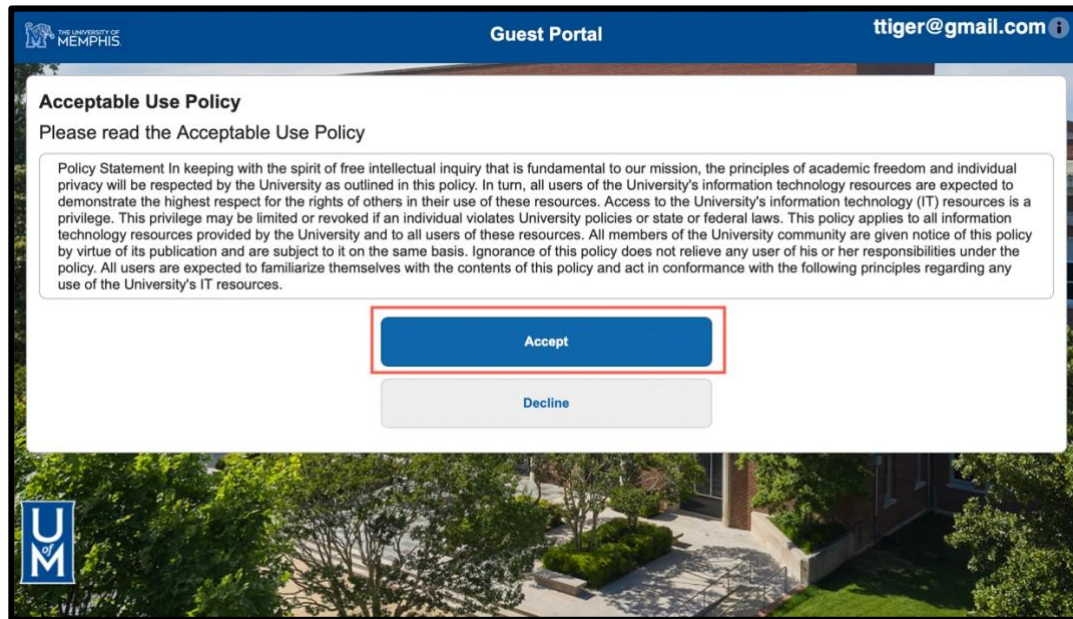 THE UNIVERSITY OF
MEMPHIS.
Guest Portal
ttiger@gmail.com
Acceptable Use Policy
Please read the Acceptable Use Policy
Policy Statement In keeping with the spirit of free intellectual inquiry that is fundamental to our mission, the principles of academic freedom and individual
privacy will be respected by the University as outlined in this policy. In turn, all users of the University's information technology resources are expected to
demonstrate the highest respect for the rights of others in their use of these resources. Access to the University's information technology (IT) resources is a
privilege. This privilege may be limited or revoked if an individual violates University policies or state or federal laws. This policy applies to all information
technology resources provided by the University and to all users of these resources. All members of the University community are given notice of this policy
by virtue of its publication and are subject to it on the same basis. Ignorance of this policy does not relieve any user of his or her responsibilities under the
policy. All users are expected to familiarize themselves with the contents of this policy and act in conformance with the following principles regarding any
use of the University's IT resources.
Accept
Decline
U
of
M